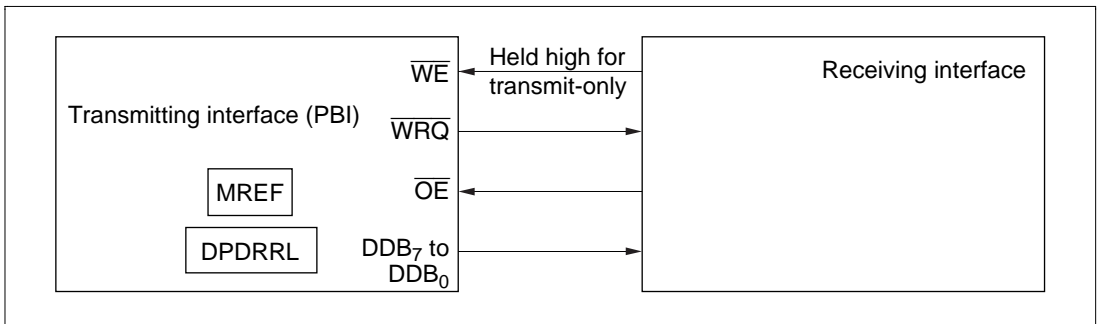 WE
Held high for
transmit-only
Receiving interface
Transmitting interface (PBI)
WRQ
MREF
OE
DPDRRL
DDB7 to
DDB0